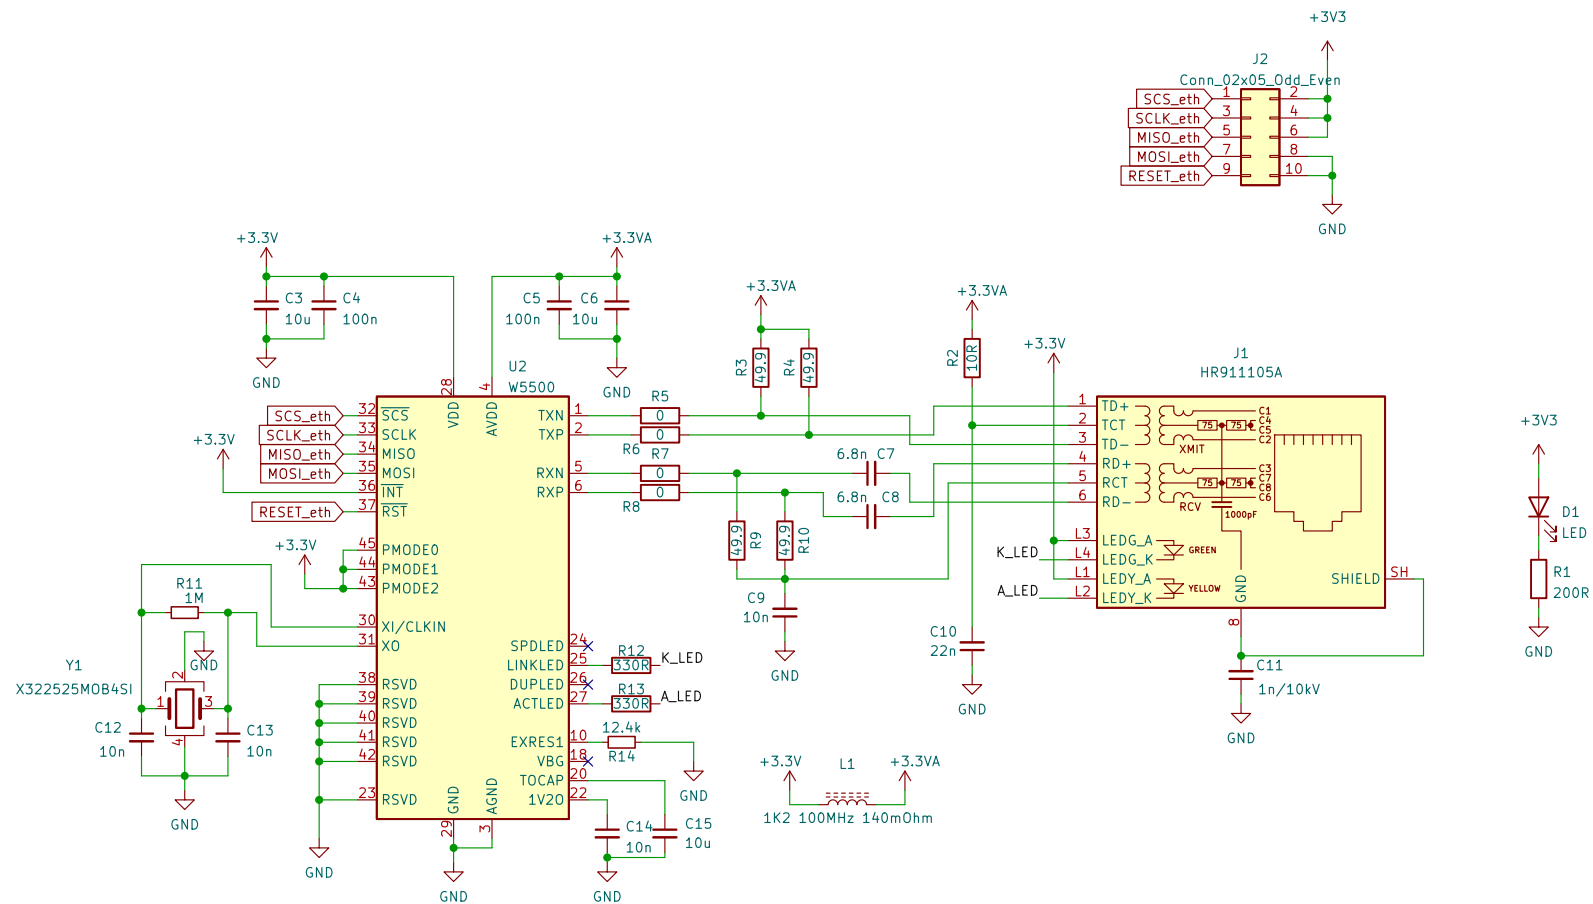 +3V3
J2
Conn_02x05_Odd_Even
SCS_eth 1 2
SCLK_eth 3 4
MISO_eth 5 6
MOSI_eth 7 8
RESET_eth 9 10
GND
+3.3V
+3.3VA
C3 10u
C4 100n
C5 100n
C6 10u
GND
GND
U2
W5500
28 VDD
4 AVDD
SCS_eth 32 SCS
SCLK_eth 33 SCLK
MISO_eth 34 MISO
MOSI_eth 35 MOSI
+3.3V
36 INT
RESET_eth 37 RST
+3.3V
45 PMODE0
44 PMODE1
43 PMODE2
30 XI/CLKIN
31 XO
38 RSVD
39 RSVD
40 RSVD
41 RSVD
42 RSVD
23 RSVD
GND
29 GND
3 AGND
GND
TXN 1
TXP 2
RXN 5
RXP 6
SPDLED 24
LINKLED 25
DUPLED 26
ACTLED 27
EXRES1 10
VBG 18
TOCAP 20
1V2O 22
R11
1M
Y1
X322525MOB4SI
GND
1 2 3 4
C12
10n
C13
10n
GND
R5
0
0
R6
R7
0
0
R8
+3.3VA
R3 49.9
R4 49.9
R9 49.9
R10 49.9
C9
10n
GND
6.8n C7
6.8n C8
+3.3VA
R2 10R
C10
22n
GND
R12
330R
K_LED
R13
330R
A_LED
12.4k
R14
GND
C14
10n
C15
10u
GND
+3.3V
L1
+3.3VA
1K2 100MHz 140mOhm
+3.3V
J1
HR911105A
1 TD+
2 TCT
3 TD-
4 RD+
5 RCT
6 RD-
L3 LEDG_A
K_LED L4 LEDG_K
L1 LEDY_A
A_LED L2 LEDY_K
75 75
C1
C4
C5
C2
XMIT
75 75
C3
C7
C8
C6
RCV
1000pF
GREEN
YELLOW
GND
8
SHIELD SH
C11
1n/10kV
GND
+3V3
D1
LED
R1
200R
GND